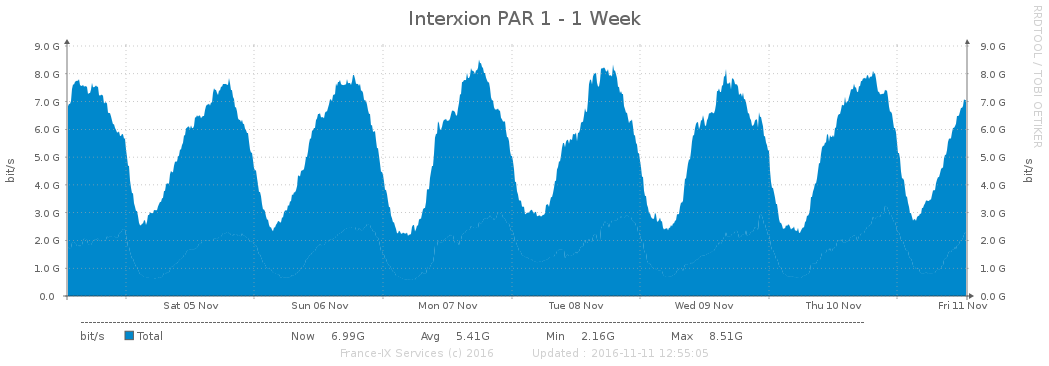 Interxion PAR 1 - 1 Week
RRDTOOL / TOBI OETIKER
bit/s
9.0 G 9.0 G
8.0 G 8.0 G
7.0 G 7.0 G
6.0 G 6.0 G
5.0 G 5.0 G
4.0 G 4.0 G
3.0 G 3.0 G
2.0 G 2.0 G
1.0 G 1.0 G
0.0 0.0 G
bit/s
Sat 05 Nov Sun 06 Nov Mon 07 Nov Tue 08 Nov Wed 09 Nov Thu 10 Nov Fri 11 Nov
bit/s Total Now 6.99G Avg 5.41G Min 2.16G Max 8.51G
France-IX Services (c) 2016 Updated : 2016-11-11 12:55:05